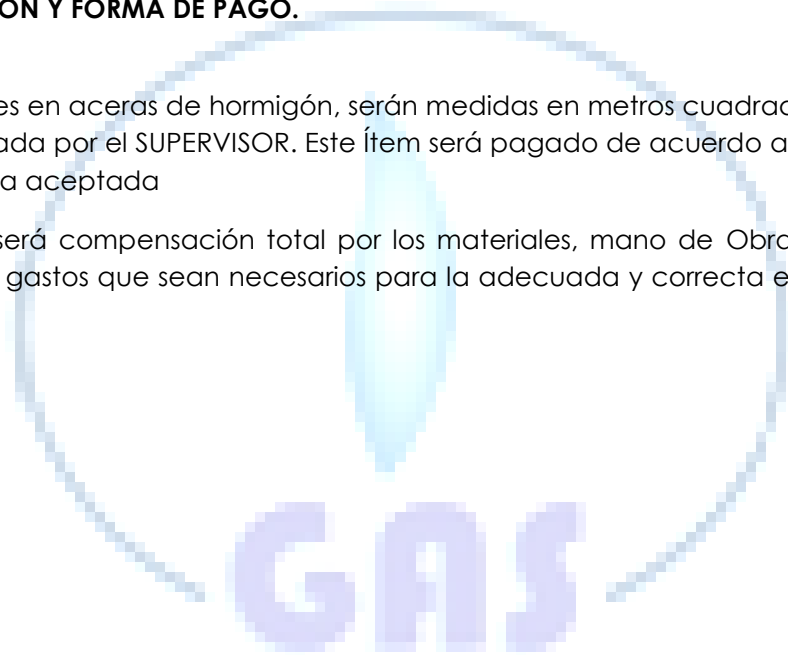 ÓN Y FORMA DE PAGO.
es en aceras de hormigón, serán medidas en metros cuadrad
ada por el SUPERVISOR. Este Ítem será pagado de acuerdo a
a aceptada
será compensación total por los materiales, mano de Obra
gastos que sean necesarios para la adecuada y correcta e
GAS